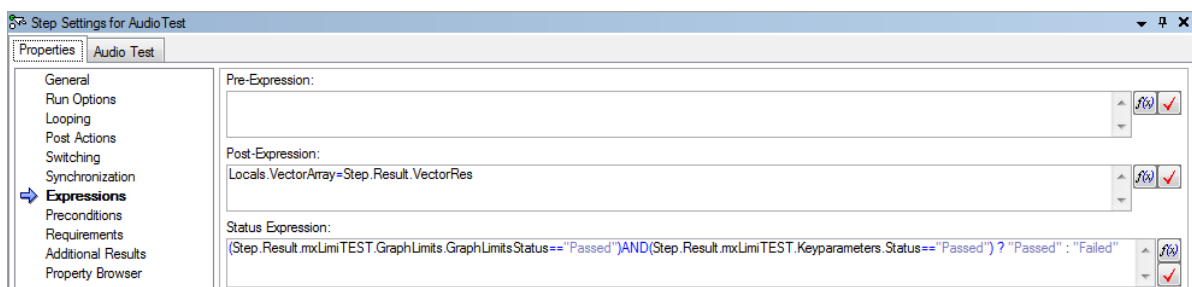 Step Settings for AudioTest
Properties
Audio Test
General
Run Options
Looping
Post Actions
Switching
Synchronization
Expressions
Preconditions
Requirements
Additional Results
Property Browser
Pre-Expression:
f(x)
Post-Expression:
Locals.VectorArray=Step.Result.VectorRes
f(x)
Status Expression:
(Step.Result.mxLimiTEST.GraphLimits.GraphLimitsStatus=="Passed")AND(Step.Result.mxLimiTEST.Keyparameters.Status=="Passed") ? "Passed" : "Failed"
f(x)